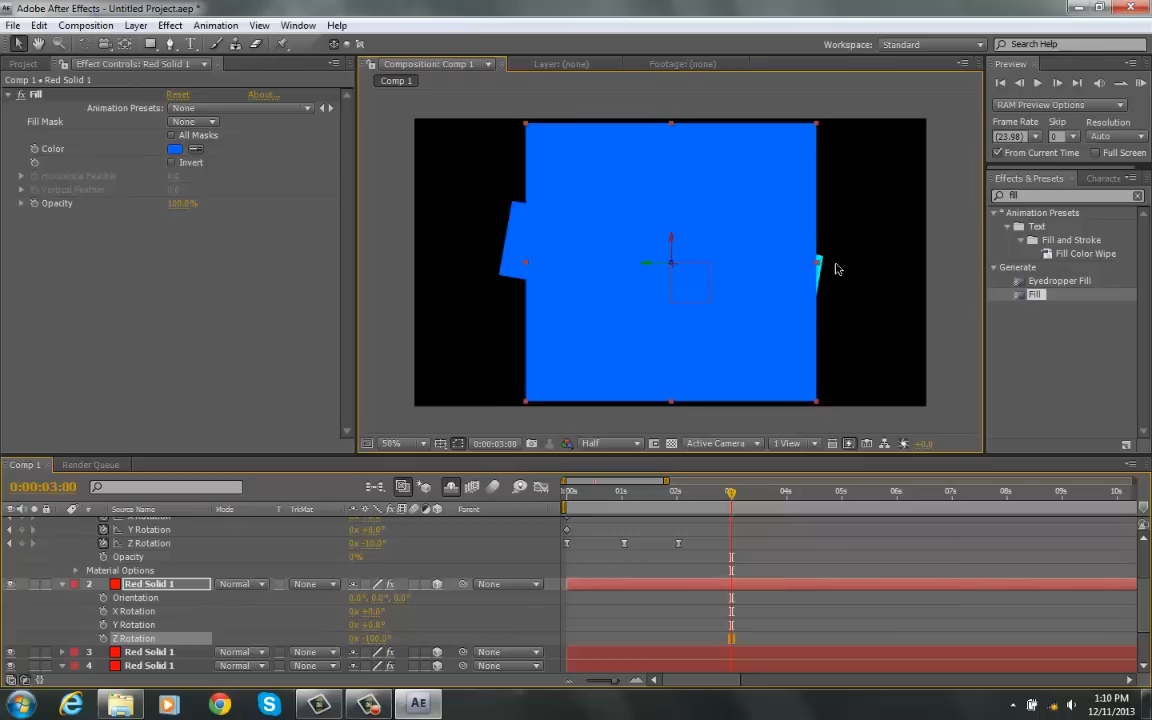 Adobe After Effects - Untitled Project.aep *
File Edit Composition Layer Effect Animation View Window Help
Workspace: Standard Search Help
Project Effect Controls: Red Solid 1 Composition: Comp 1 Layer: (none) Footage: (none) Preview
Comp 1 • Red Solid 1 Comp 1
Fill Reset About...
Animation Presets: None
Fill Mask None
All Masks
Color
Invert
Horizontal Feather 0.0
Vertical Feather 0.0
Opacity 100.0%
RAM Preview Options
Frame Rate Skip Resolution
(23.98) 0 Auto
From Current Time Full Screen
Effects & Presets Characte
fill
* Animation Presets
Text
Fill and Stroke
Fill Color Wipe
Generate
Eyedropper Fill
Fill
50% 0:00:03:00 Half Active Camera 1 View +0.0
Comp 1 Render Queue
0:00:03:00
:00s 01s 02s 04s 05s 06s 07s 08s 09s 10s
# Source Name Mode T TrkMat Parent
Y Rotation 0x +0.0°
Z Rotation 0x -10.0°
Opacity 0%
Material Options
2 Red Solid 1 Normal None None
Orientation 0.0°, 0.0°, 0.0°
X Rotation 0x +0.0°
Y Rotation 0x +0.0°
Z Rotation 0x -100.0°
3 Red Solid 1 Normal None None
4 Red Solid 1 Normal None None
AE
1:10 PM
12/11/2013